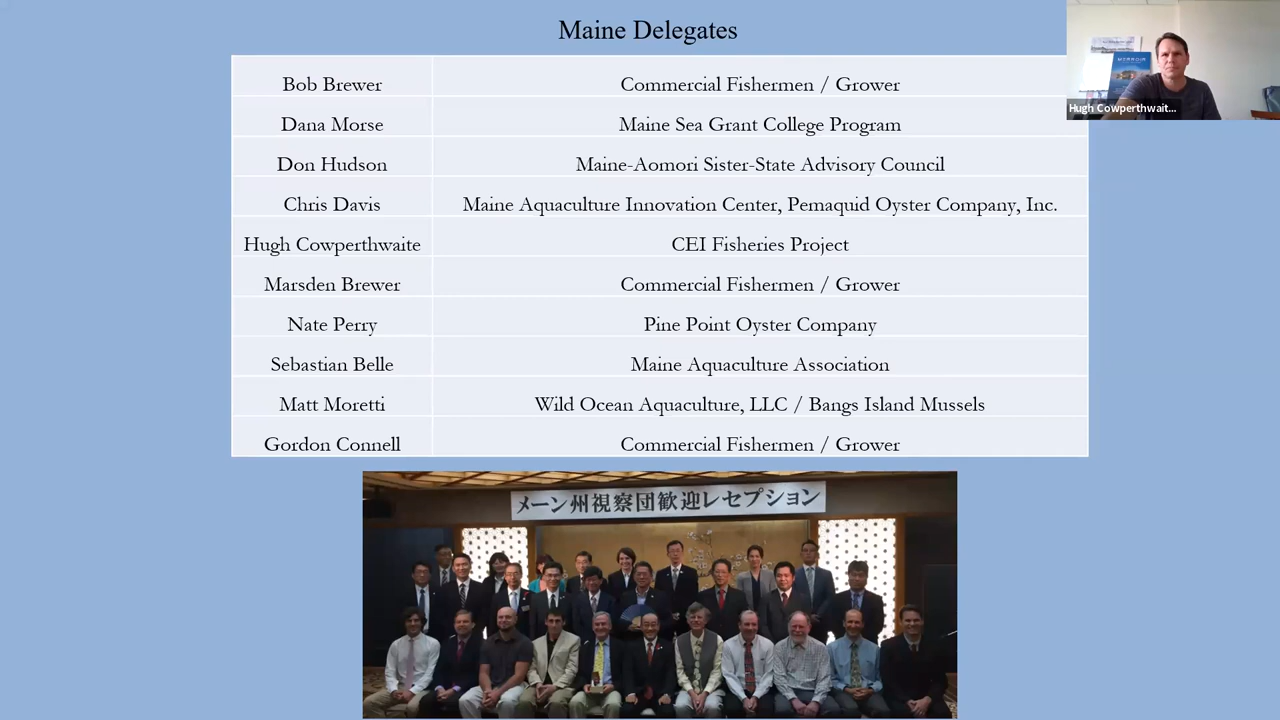 Maine Delegates
Bob Brewer Commercial Fishermen / Grower
Dana Morse Maine Sea Grant College Program
Don Hudson Maine-Aomori Sister-State Advisory Council
Chris Davis Maine Aquaculture Innovation Center, Pemaquid Oyster Company, Inc.
Hugh Cowperthwaite CEI Fisheries Project
Marsden Brewer Commercial Fishermen / Grower
Nate Perry Pine Point Oyster Company
Sebastian Belle Maine Aquaculture Association
Matt Moretti Wild Ocean Aquaculture, LLC / Bangs Island Mussels
Gordon Connell Commercial Fishermen / Grower
Hugh Cowperthwait...
メーン州視察団歓迎レセプション